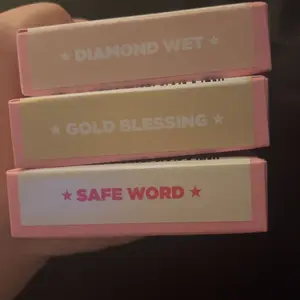 ★ DIAMOND WET ★
★ GOLD BLESSING ★
★ SAFE WORD ★